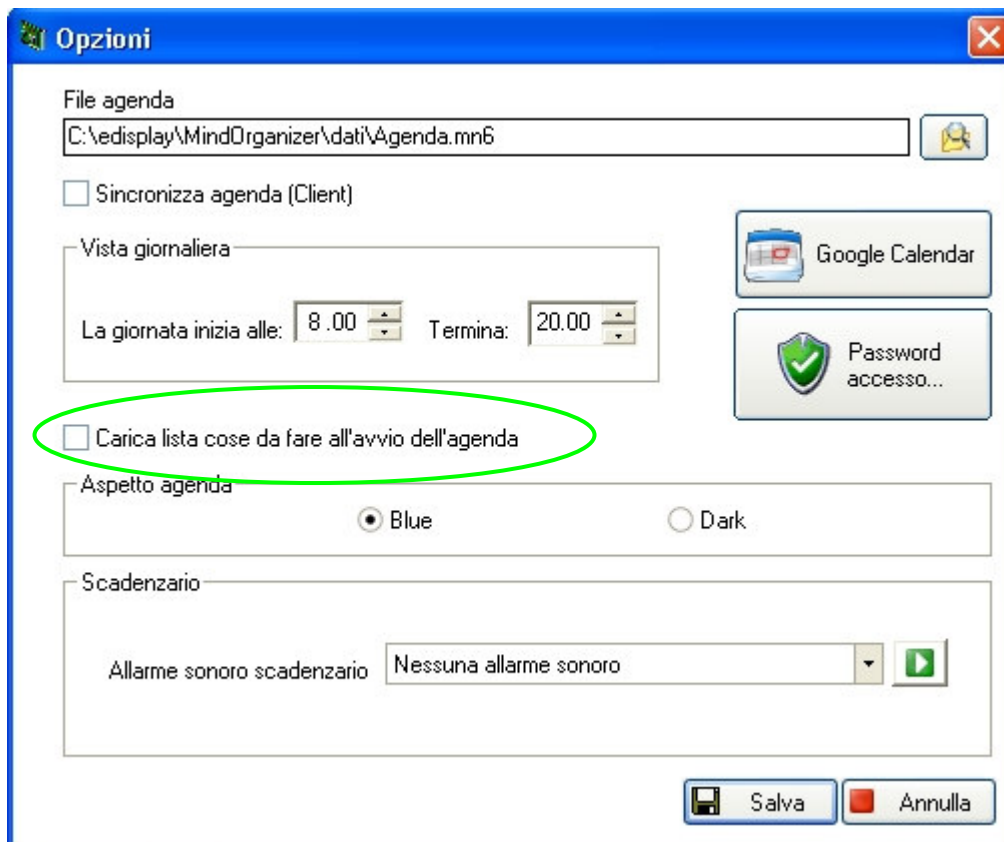 Opzioni
File agenda
C:\edisplay\MindOrganizer\dati\Agenda.mn6
Sincronizza agenda (Client)
Vista giornaliera
La giornata inizia alle: 8 .00 Termina: 20.00
Google Calendar
Password
accesso...
Carica lista cose da fare all'avvio dell'agenda
Aspetto agenda
Blue Dark
Scadenzario
Allarme sonoro scadenzario Nessuna allarme sonoro
Salva Annulla